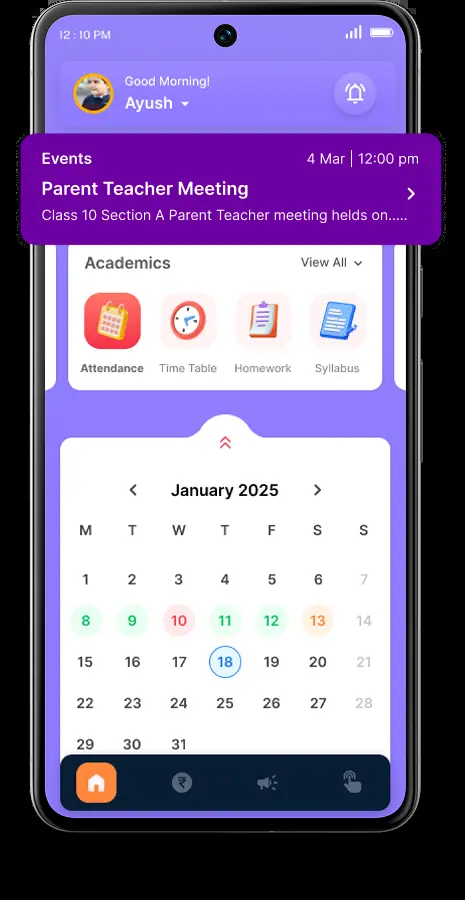 12:10 PM
Good Morning!
Ayush
Events 4 Mar | 12:00 pm
Parent Teacher Meeting
Class 10 Section A Parent Teacher meeting helds on.....
Academics View All
Attendance Time Table Homework Syllabus
January 2025
M T W T F S S
1 2 3 4 5 6 7
8 9 10 11 12 13 14
15 16 17 18 19 20 21
22 23 24 25 26 27 28
29 30 31
₹